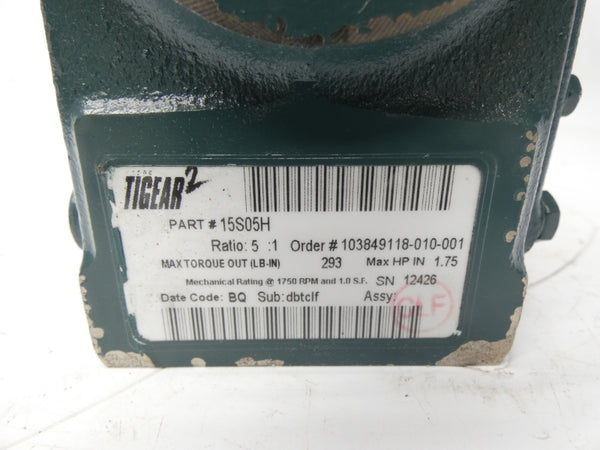 TIGEAR2
PART # 15S05H
Ratio: 5 :1 Order # 103849118-010-001
MAX TORQUE OUT (LB-IN) 293 Max HP IN 1.75
Mechanical Rating @ 1750 RPM and 1.0 S.F. SN 12426
Date Code: BQ Sub: dbtclf Assy:
CLF